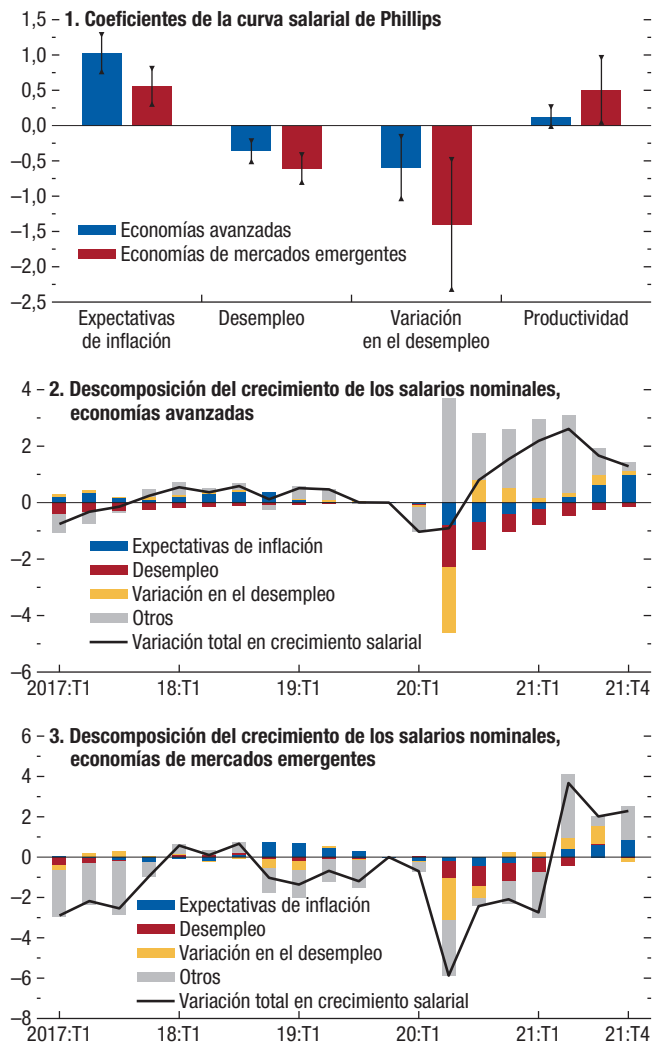 1. Coeficientes de la curva salarial de Phillips
1,5
1,0
0,5
0,0
–0,5
–1,0
–1,5
–2,0
–2,5
Economías avanzadas
Economías de mercados emergentes
Expectativas
de inflación
Desempleo
Variación
en el desempleo
Productividad
2. Descomposición del crecimiento de los salarios nominales,
economías avanzadas
4
2
0
–2
–4
–6
Expectativas de inflación
Desempleo
Variación en el desempleo
Otros
Variación total en crecimiento salarial
2017:T1
18:T1
19:T1
20:T1
21:T1
21:T4
3. Descomposición del crecimiento de los salarios nominales,
economías de mercados emergentes
6
4
2
0
–2
–4
–6
–8
Expectativas de inflación
Desempleo
Variación en el desempleo
Otros
Variación total en crecimiento salarial
2017:T1
18:T1
19:T1
20:T1
21:T1
21:T4